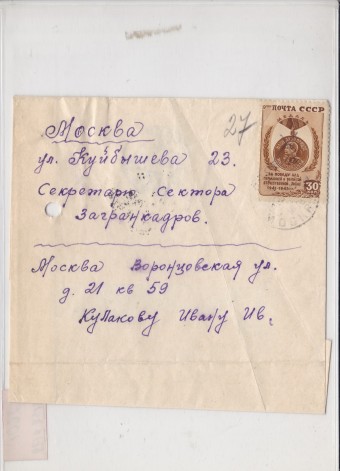 27
ПОЧТА СССР
30
Москва
ул. Куйбышева 23.
Секретарю Сектора
Загранкадров.
Москва Воронцовская ул.
д. 21 кв 59
Кулакову Ивану Ив.